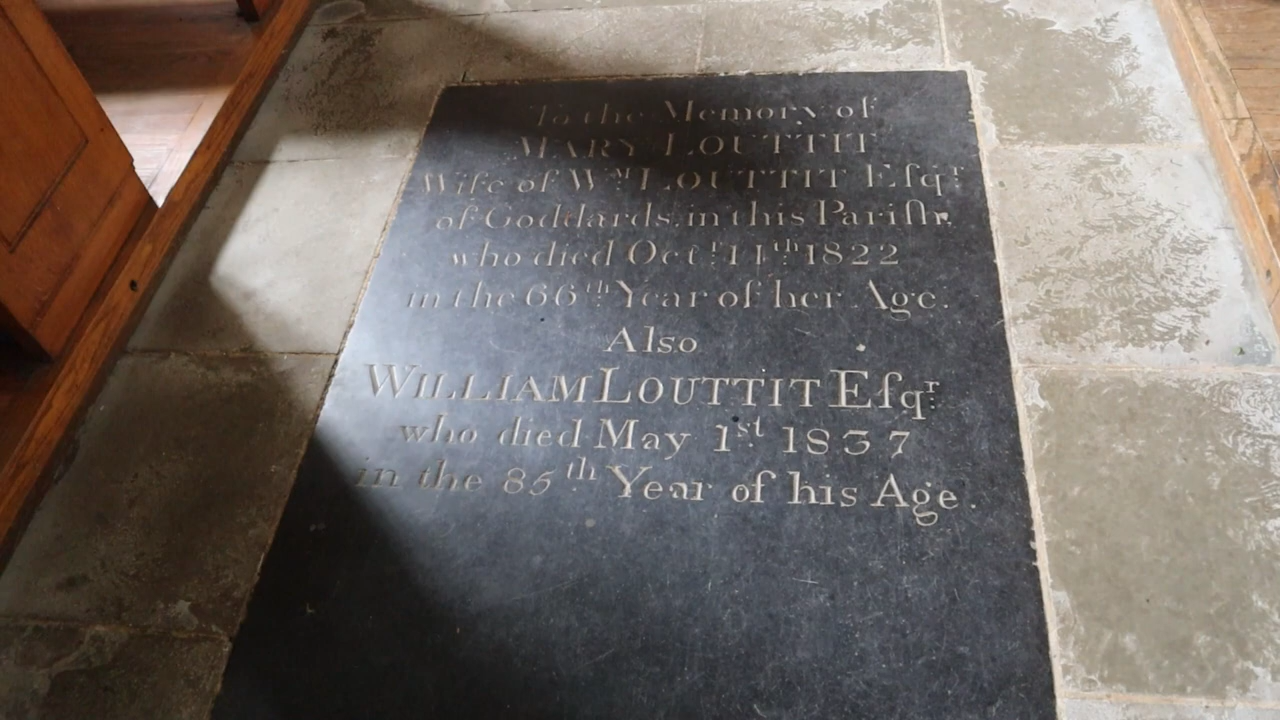 To the Memory of
MARY LOUTTIT
Wife of Wᴹ LOUTTIT Eſqʳ
of Goddards, in this Pariſh,
who died Octʳ 11ᵗʰ 1822
in the 66ᵗʰ Year of her Age.
Also
WILLIAM LOUTTIT Eſqʳ
who died May 1ˢᵗ 1837
in the 85ᵗʰ Year of his Age.